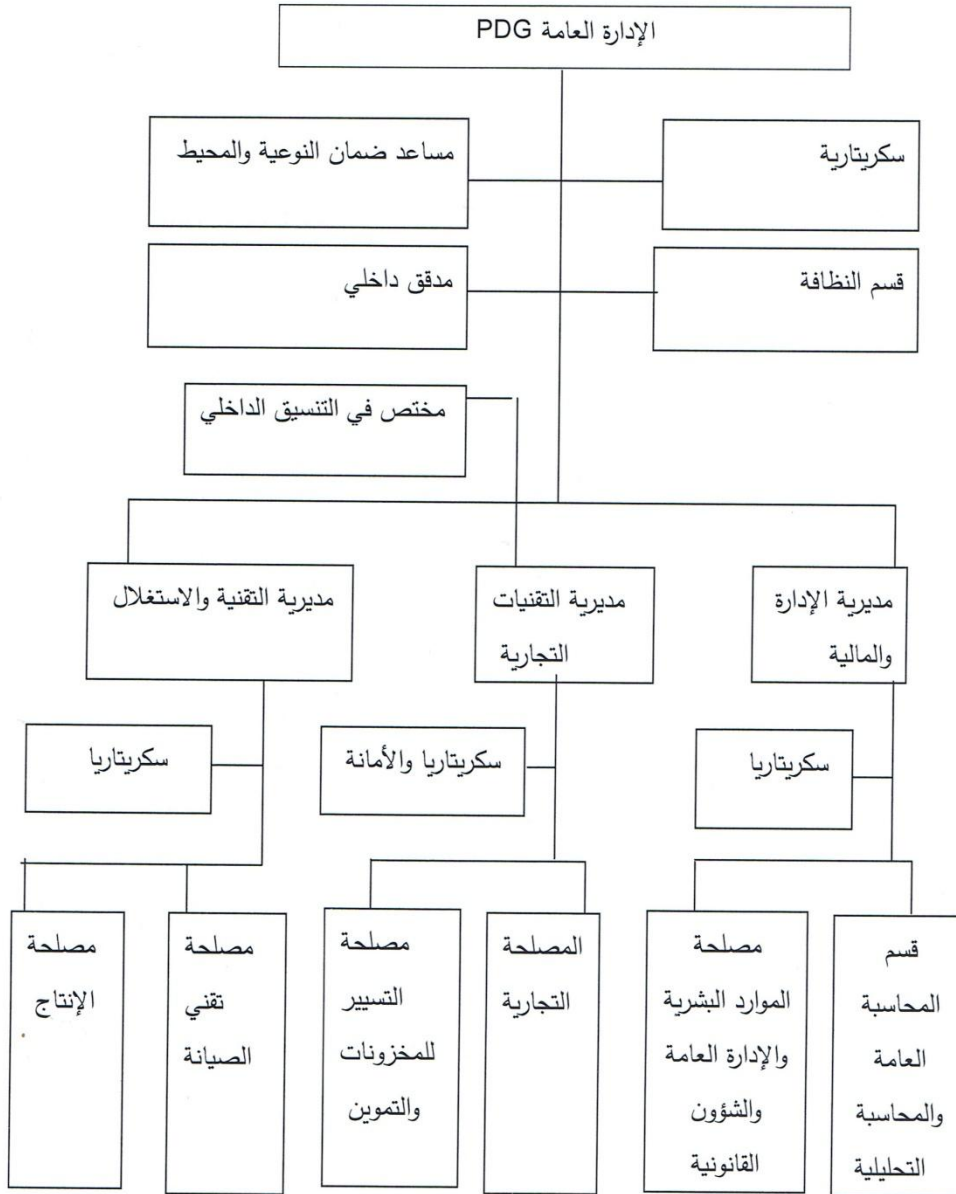 الإدارة العامة PDG
سكريتارية
مساعد ضمان النوعية والمحيط
قسم النظافة
مدقق داخلي
مختص في التنسيق الداخلي
مديرية الإدارة
والمالية
مديرية التقنيات
التجارية
مديرية التقنية والاستغلال
سكريتاريا
سكريتاريا والأمانة
سكريتاريا
قسم
المحاسبة
العامة
والمحاسبة
التحليلية
مصلحة
الموارد البشرية
والإدارة العامة
والشؤون
القانونية
المصلحة
التجارية
مصلحة
التسيير
للمخزونات
والتموين
مصلحة
تقني
الصيانة
مصلحة
الإنتاج